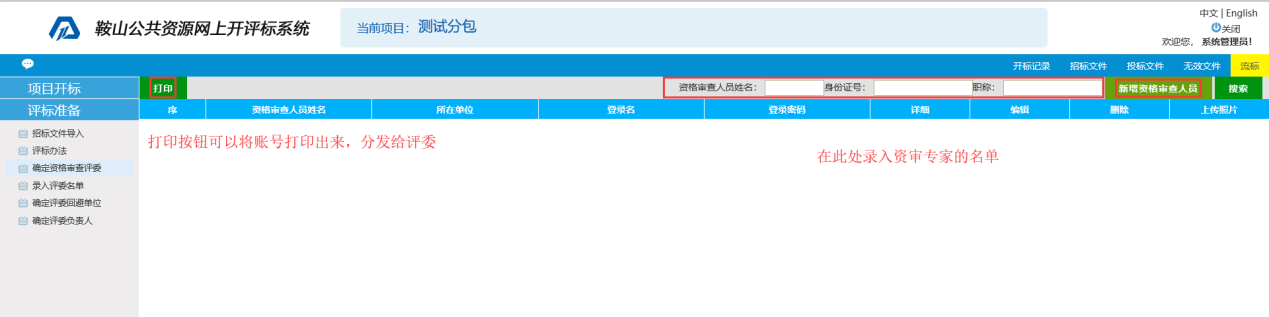 鞍山公共资源网上开评标系统
当前项目：测试分包
中文 | English
关闭
欢迎您，系统管理员！
开标记录 招标文件 投标文件 无效文件 流标
项目开标
打印 资格审查人员姓名： 身份证号： 职称： 新增资格审查人员 搜索
评标准备
序 资格审查人员姓名 所在单位 登录名 登录密码 详细 编辑 删除 上传照片
招标文件导入
评标办法
确定资格审查评委
录入评委名单
确定评委回避单位
确定评委负责人
打印按钮可以将账号打印出来，分发给评委
在此处录入资审专家的名单